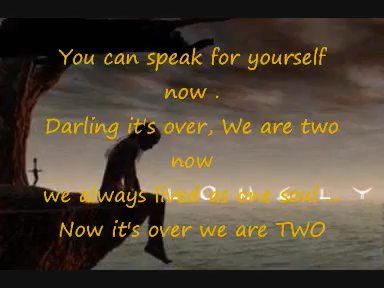 You can speak for yourself
now .
Darling it's over, We are two
now
we always lived as one soul...
Now it's over we are TWO